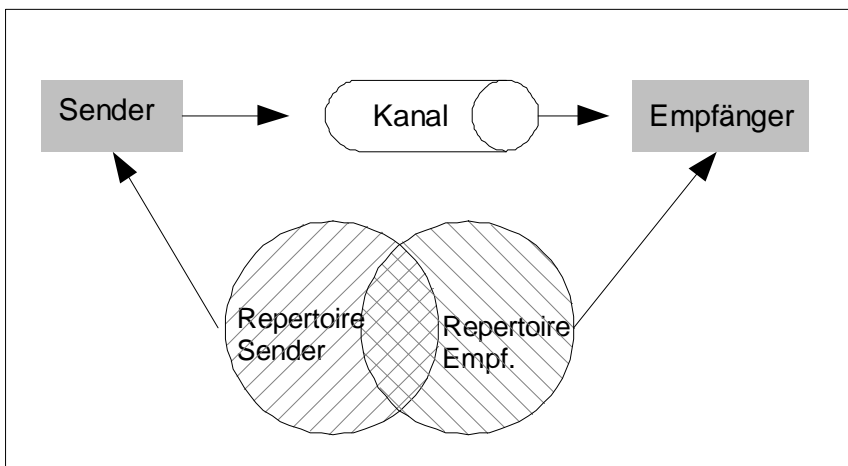 Sender
Kanal
Empfänger
Repertoire
Sender
Repertoire
Empf.